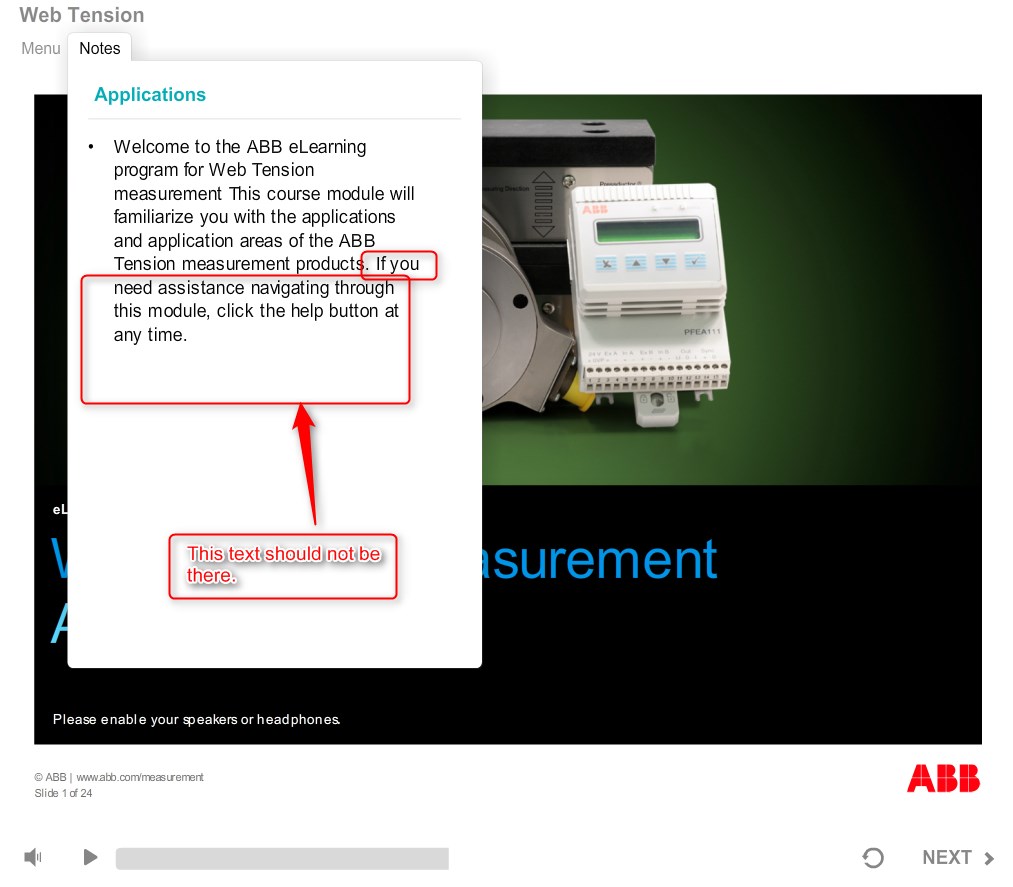 Web Tension
Menu Notes
Applications
• Welcome to the ABB eLearning
program for Web Tension
measurement This course module will
familiarize you with the applications
and application areas of the ABB
Tension measurement products. If you
need assistance navigating through
this module, click the help button at
any time.
This text should not be
there.
Pressductor ®
ABB
PFEA111
eL
asurement
A
Please enable your speakers or headphones.
© ABB | www.abb.com/measurement
Slide 1 of 24
ABB
NEXT